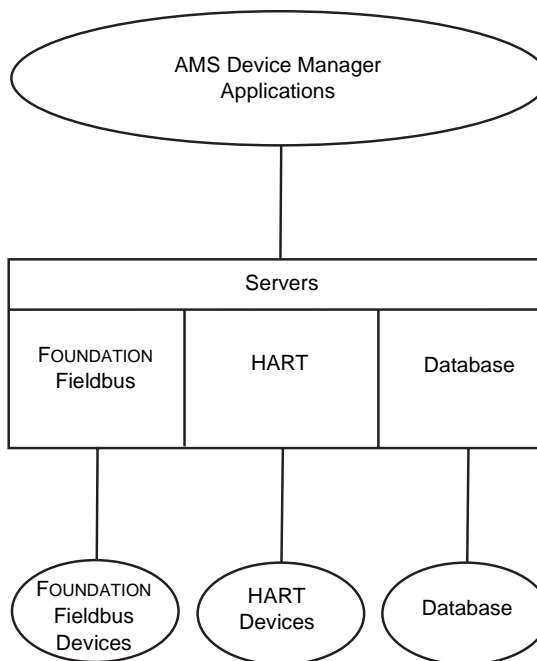 AMS Device Manager
Applications
Servers
FOUNDATION
Fieldbus
HART
Database
FOUNDATION
Fieldbus
Devices
HART
Devices
Database